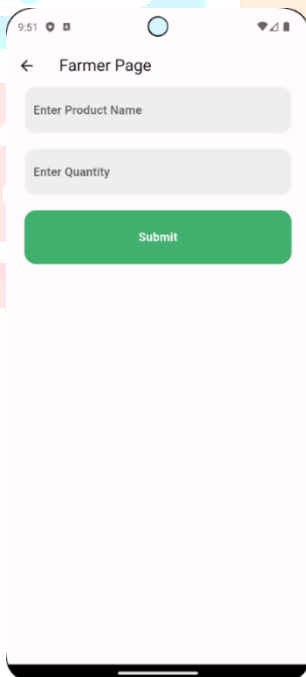 9:51
Farmer Page
Enter Product Name
Enter Quantity
Submit